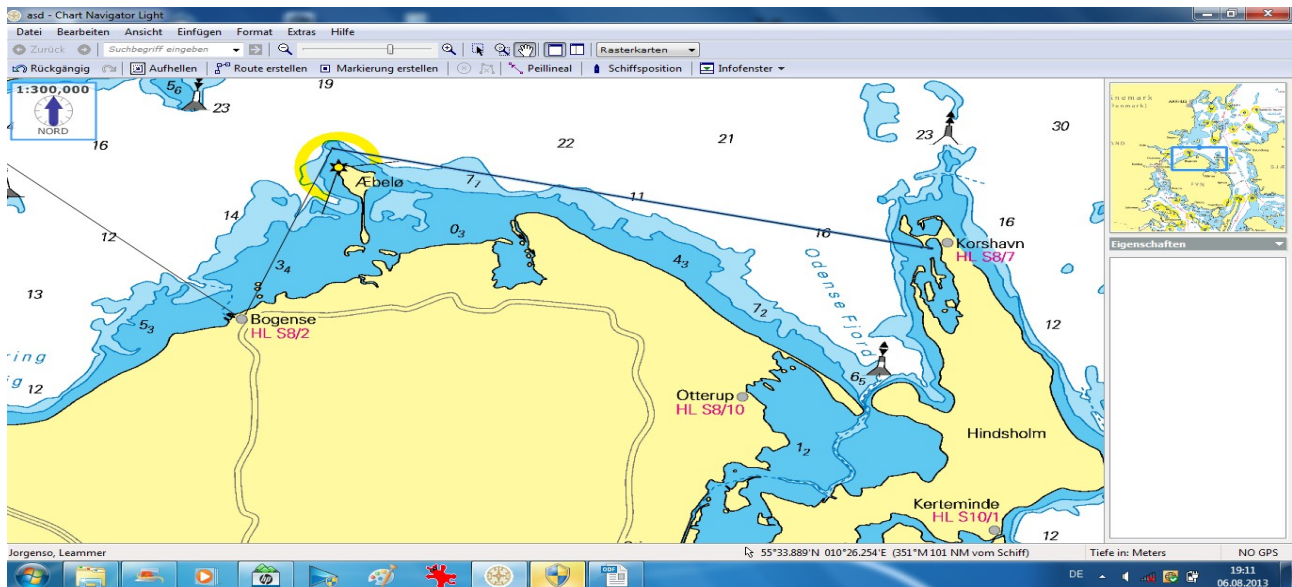 asd - Chart Navigator Light
Datei Bearbeiten Ansicht Einfügen Format Extras Hilfe
Zurück Suchbegriff eingeben Rasterkarten
Rückgängig Aufhellen Route erstellen Markierung erstellen Peillineal Schiffsposition Infofenster
1:300,000
NORD
5₆
23
19
16
22
21
23
30
Æbelø
7₁
11
14
0₃
12
16
16
Korshavn
HL S8/7
Odense Fjord
3₄
4₃
13
5₃
7₂
Bogense
HL S8/2
12
ring
g
12
6₅
Otterup
HL S8/10
Hindsholm
1₂
Kerteminde
HL S10/1
12
Eigenschaften
Jorgenso, Leammer
55°33.889'N 010°26.254'E (351°M 101 NM vom Schiff)
Tiefe in: Meters
NO GPS
DE
19:11
06.08.2013